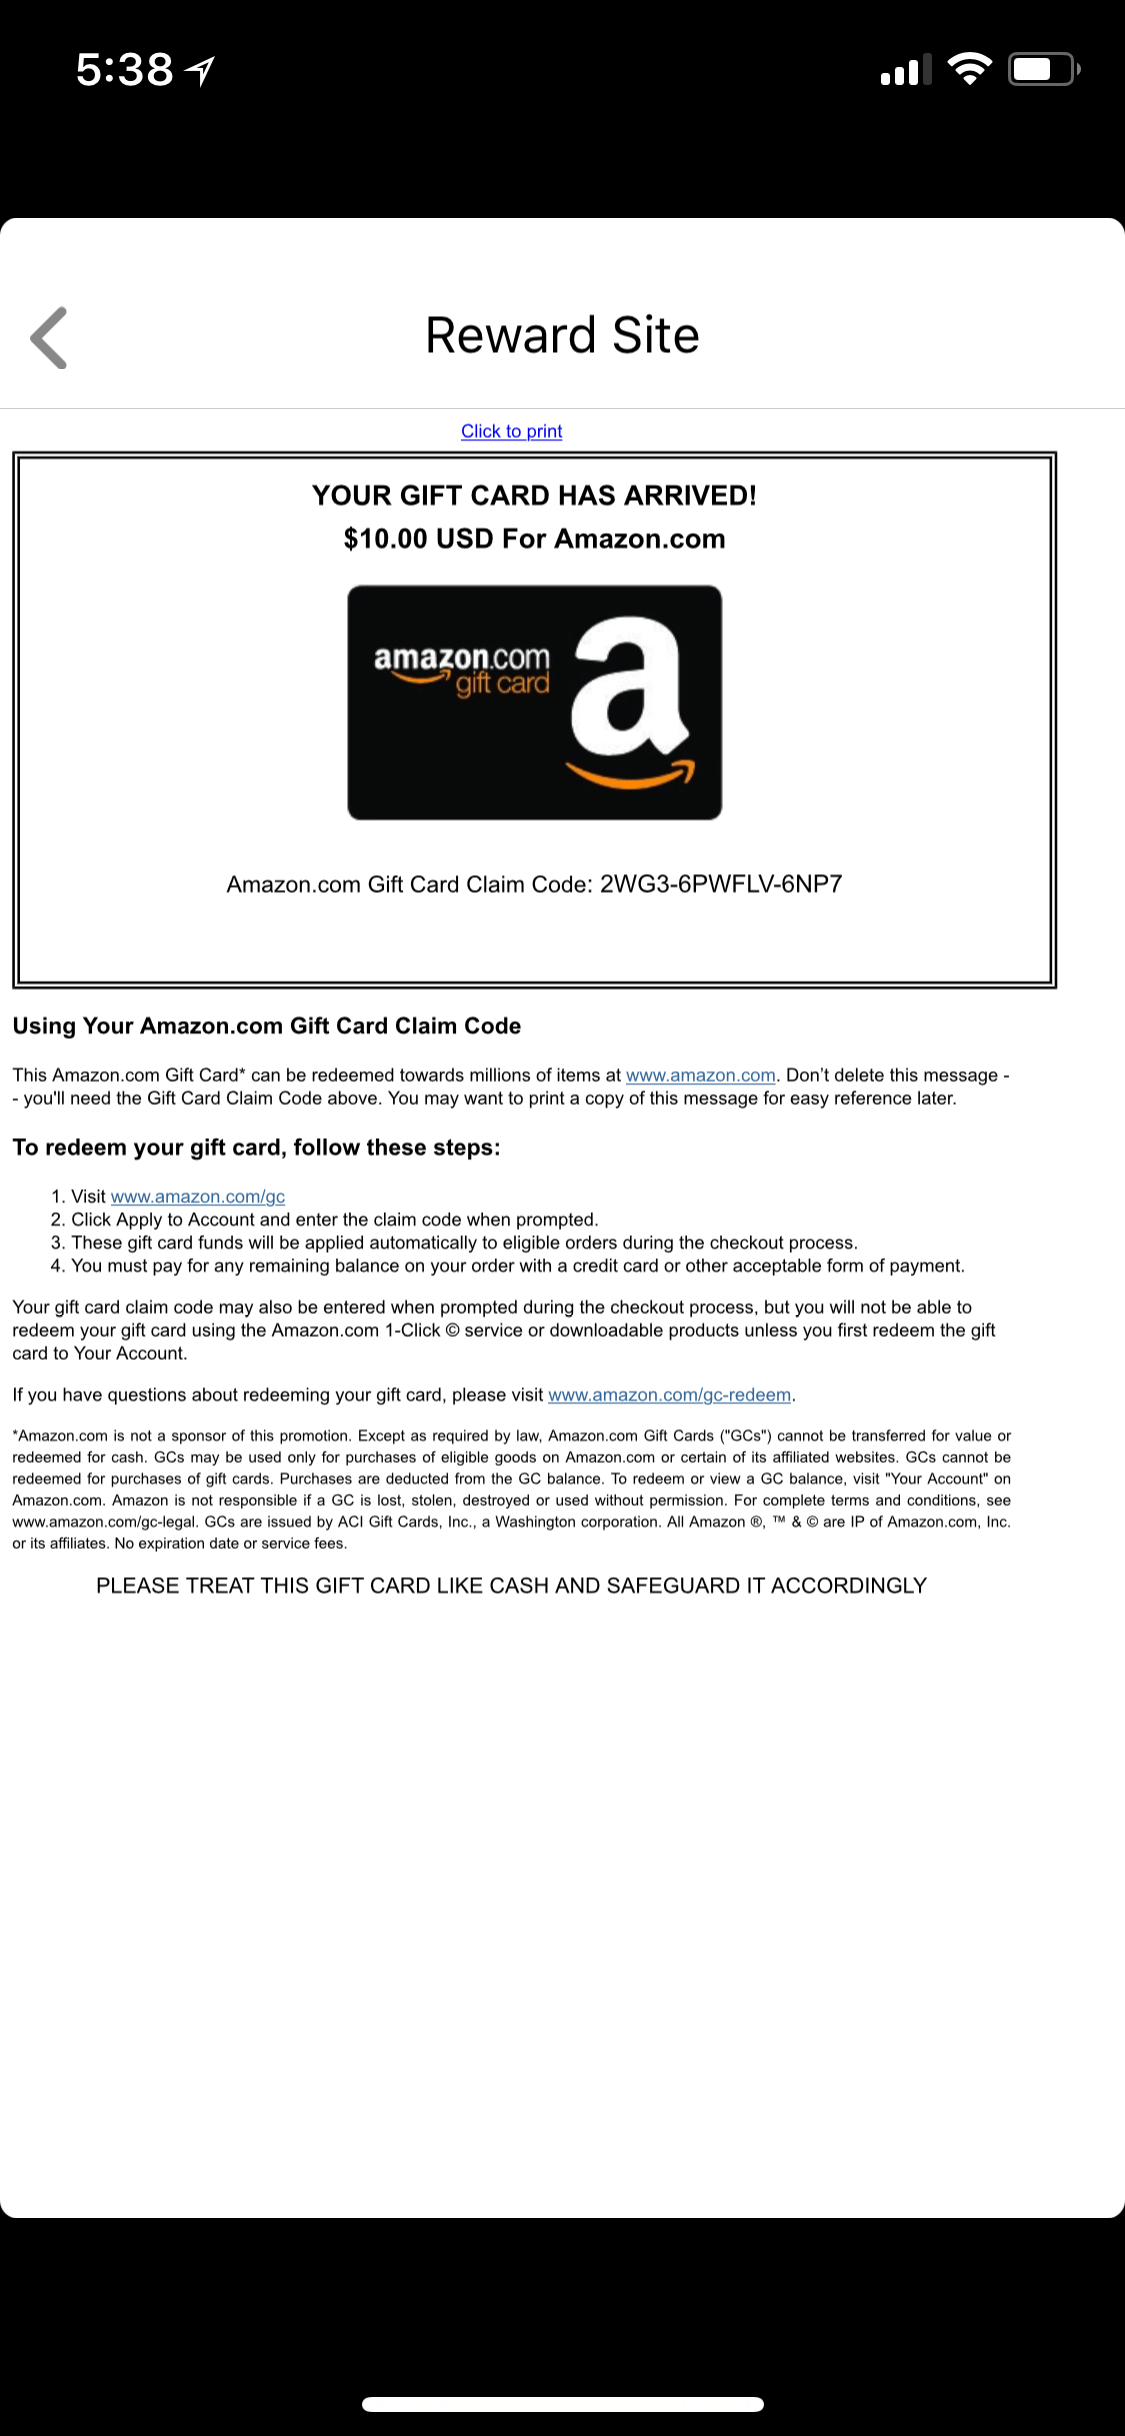 5:38
Reward Site
Click to print
YOUR GIFT CARD HAS ARRIVED!
$10.00 USD For Amazon.com
amazon.com
gift card
a
Amazon.com Gift Card Claim Code: 2WG3-6PWFLV-6NP7
Using Your Amazon.com Gift Card Claim Code
This Amazon.com Gift Card* can be redeemed towards millions of items at www.amazon.com. Don't delete this message -
- you'll need the Gift Card Claim Code above. You may want to print a copy of this message for easy reference later.
To redeem your gift card, follow these steps:
1. Visit www.amazon.com/gc
2. Click Apply to Account and enter the claim code when prompted.
3. These gift card funds will be applied automatically to eligible orders during the checkout process.
4. You must pay for any remaining balance on your order with a credit card or other acceptable form of payment.
Your gift card claim code may also be entered when prompted during the checkout process, but you will not be able to
redeem your gift card using the Amazon.com 1-Click © service or downloadable products unless you first redeem the gift
card to Your Account.
If you have questions about redeeming your gift card, please visit www.amazon.com/gc-redeem.
*Amazon.com is not a sponsor of this promotion. Except as required by law, Amazon.com Gift Cards ("GCs") cannot be transferred for value or
redeemed for cash. GCs may be used only for purchases of eligible goods on Amazon.com or certain of its affiliated websites. GCs cannot be
redeemed for purchases of gift cards. Purchases are deducted from the GC balance. To redeem or view a GC balance, visit "Your Account" on
Amazon.com. Amazon is not responsible if a GC is lost, stolen, destroyed or used without permission. For complete terms and conditions, see
www.amazon.com/gc-legal. GCs are issued by ACI Gift Cards, Inc., a Washington corporation. All Amazon ®, ™ & © are IP of Amazon.com, Inc.
or its affiliates. No expiration date or service fees.
PLEASE TREAT THIS GIFT CARD LIKE CASH AND SAFEGUARD IT ACCORDINGLY